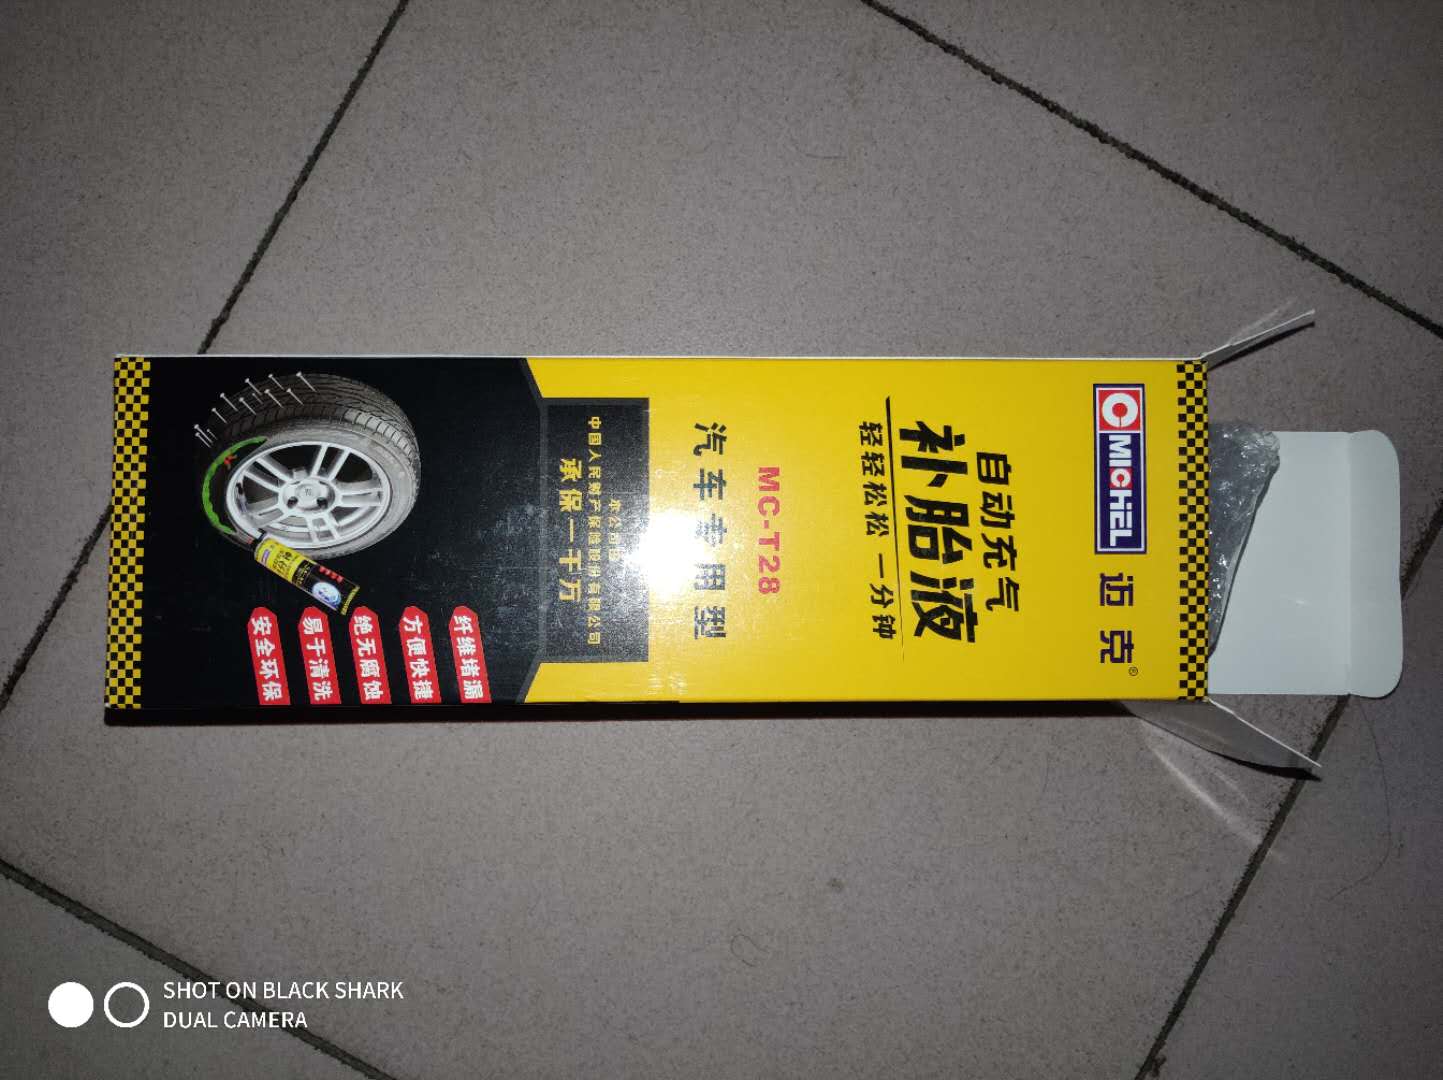 MICHEL
迈克®
自动充气
补胎液
轻轻松松 一分钟
MC-T28
汽车专用型
本公司
中国人民财产保险股份有限公司
承保一千万
纤维堵漏
方便快捷
绝无腐蚀
易于清洗
安全环保
SHOT ON BLACK SHARK
DUAL CAMERA